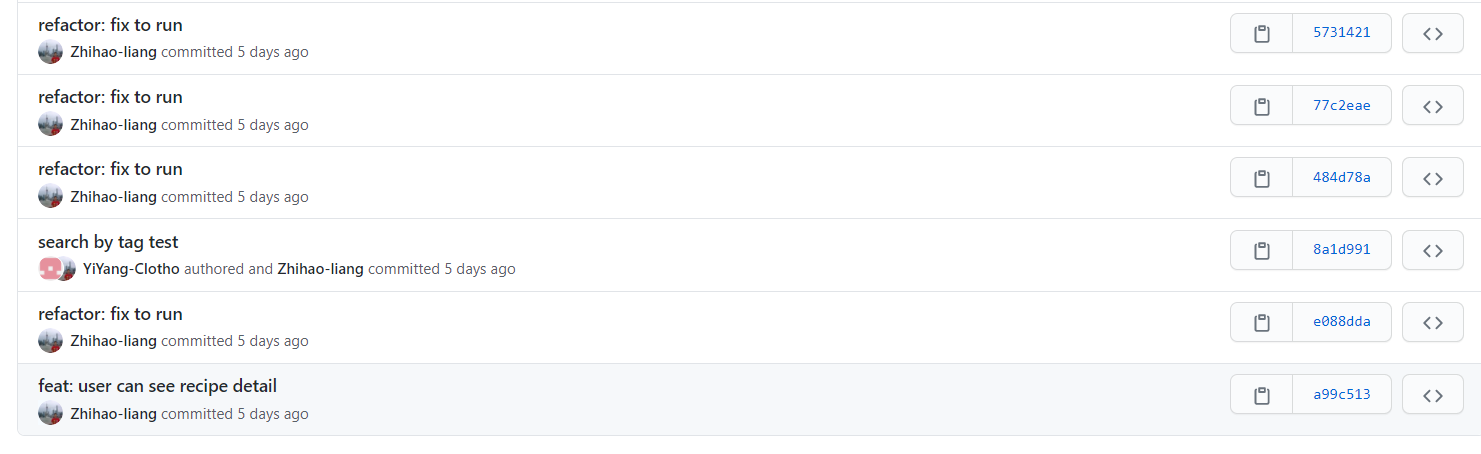 refactor: fix to run
5731421
Zhihao-liang committed 5 days ago
refactor: fix to run
77c2eae
Zhihao-liang committed 5 days ago
refactor: fix to run
484d78a
Zhihao-liang committed 5 days ago
search by tag test
8a1d991
YiYang-Clotho authored and Zhihao-liang committed 5 days ago
refactor: fix to run
e088dda
Zhihao-liang committed 5 days ago
feat: user can see recipe detail
a99c513
Zhihao-liang committed 5 days ago